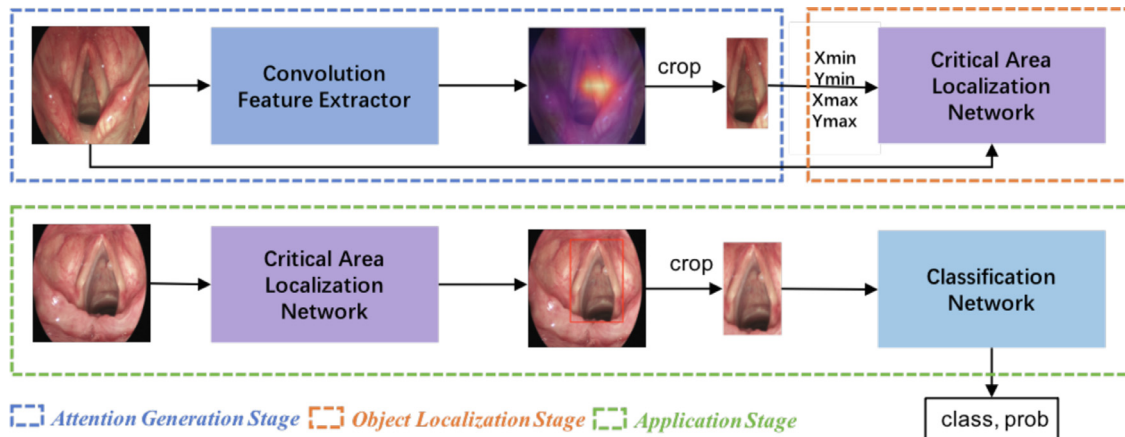 Convolution
Feature Extractor
crop
Xmin
Ymin
Xmax
Ymax
Critical Area
Localization
Network
Critical Area
Localization
Network
crop
Classification
Network
Attention Generation Stage
Object Localization Stage
Application Stage
class, prob